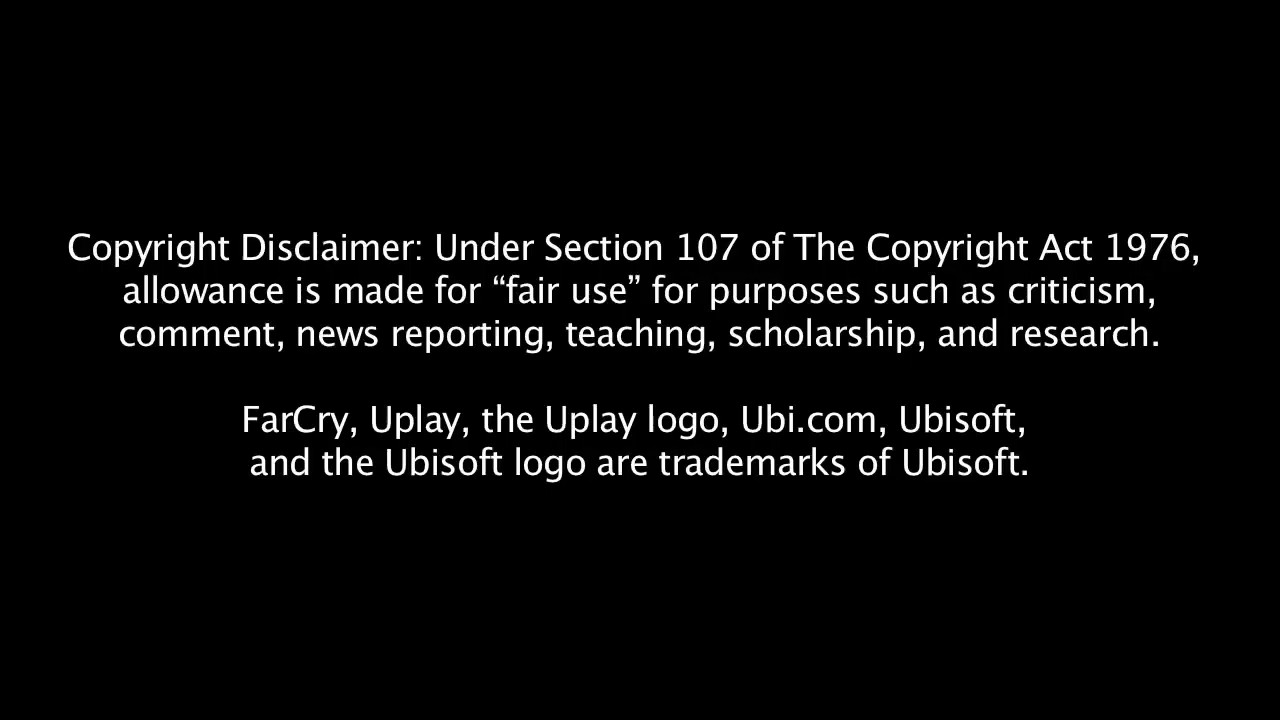 Copyright Disclaimer: Under Section 107 of The Copyright Act 1976,
allowance is made for “fair use” for purposes such as criticism,
comment, news reporting, teaching, scholarship, and research.
FarCry, Uplay, the Uplay logo, Ubi.com, Ubisoft,
and the Ubisoft logo are trademarks of Ubisoft.